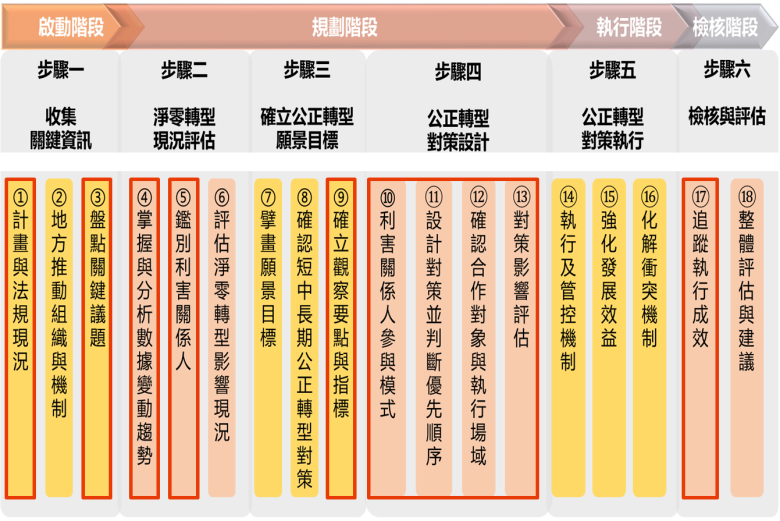 啟動階段
規劃階段
執行階段
檢核階段
步驟一
收集
關鍵資訊
步驟二
淨零轉型
現況評估
步驟三
確立公正轉型
願景目標
步驟四
公正轉型
對策設計
步驟五
公正轉型
對策執行
步驟六
檢核與評估
①計畫與法規現況
②地方推動組織與機制
③盤點關鍵議題
④掌握與分析數據變動趨勢
⑤鑑別利害關係人
⑥評估淨零轉型影響現況
⑦擘畫願景目標
⑧確認短中長期公正轉型對策
⑨確立觀察要點與指標
⑩利害關係人參與模式
⑪設計對策並判斷優先順序
⑫確認合作對象與執行場域
⑬對策影響評估
⑭執行及管控機制
⑮強化發展效益
⑯化解衝突機制
⑰追蹤執行成效
⑱整體評估與建議